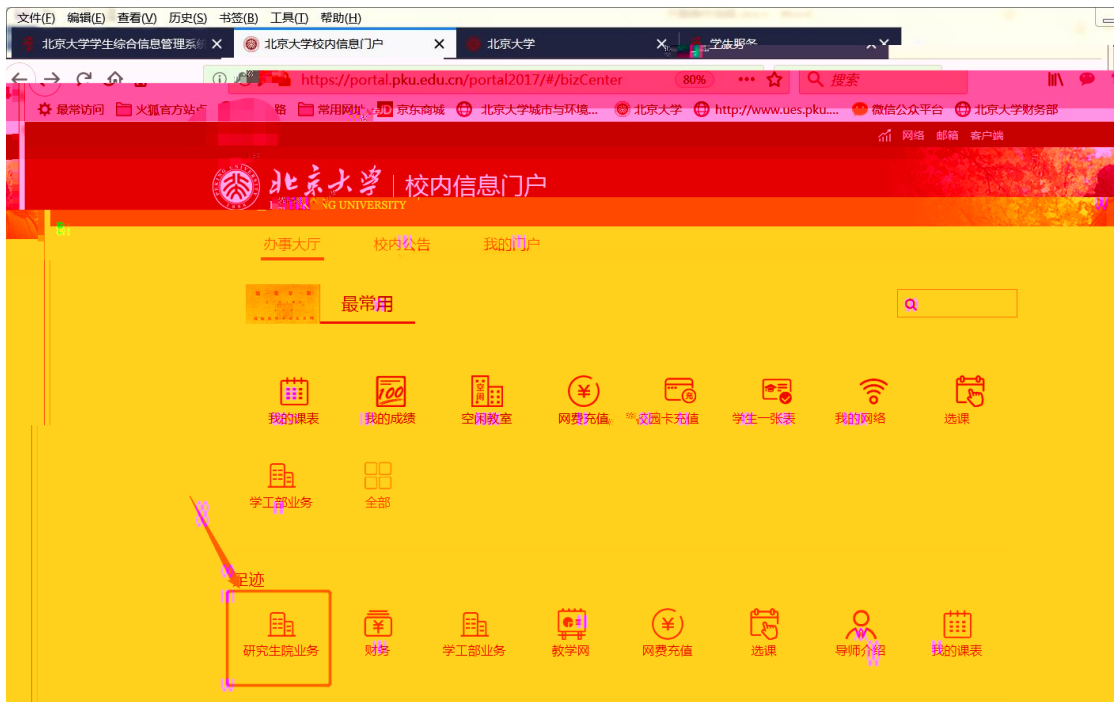 文件(F) 编辑(E) 查看(V) 历史(S) 书签(B) 工具(T) 帮助(H)
北京大学学生综合信息管理系统 北京大学校内信息门户 北京大学
https://portal.pku.edu.cn/portal2017/#/bizCenter 80% 搜索
最常访问 火狐官方站点 常用网址 JD 京东商城 北京大学城市与环境... 北京大学 http://www.ues.pku.... 微信公众平台 北京大学财务部
网络 邮箱 客户端
北京大学 校内信息门户
UNIVERSITY
办事大厅 校内公告 我的门户
最常用
我的课表 我的成绩 空闲教室 网费充值 校园卡充值 学生一张表 我的网络 选课
学工部业务 全部
足迹
研究生院业务 财务 学工部业务 教学网 网费充值 选课 导师介绍 我的课表